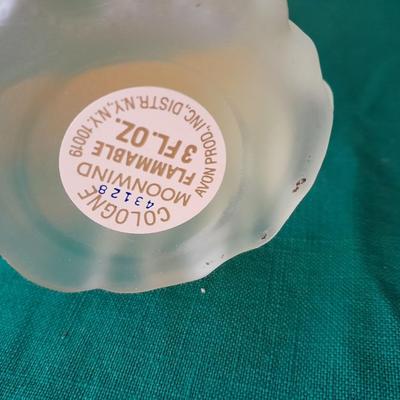 COLOGNE
43128
MOONWIND
FLAMMABLE
3 FL. OZ.
AVON PROD., INC., DISTR. N.Y., N.Y. 10019